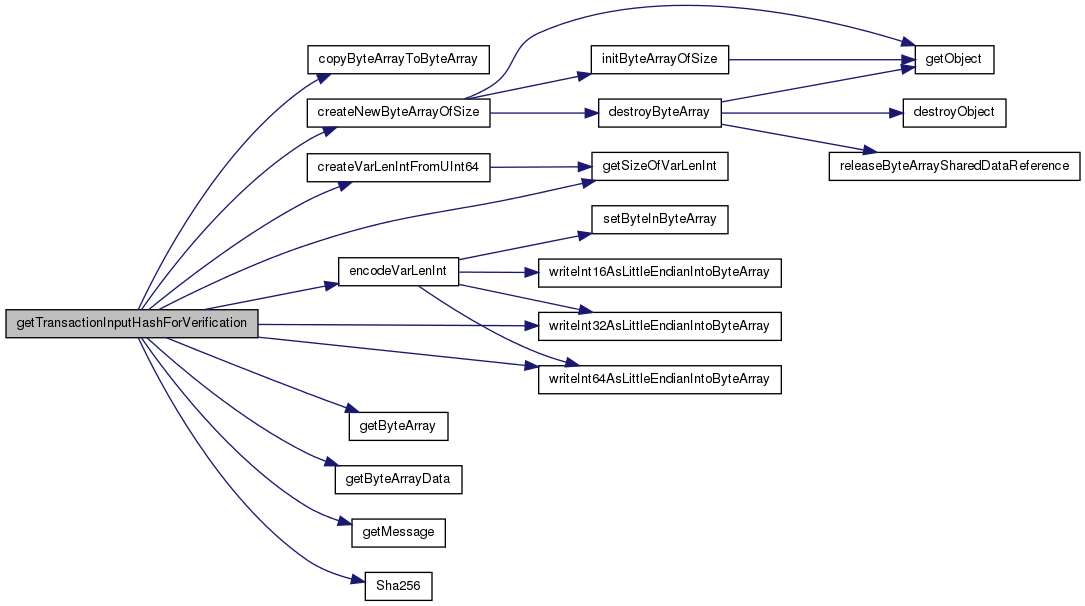 copyByteArrayToByteArray
initByteArrayOfSize
getObject
createNewByteArrayOfSize
destroyByteArray
destroyObject
createVarLenIntFromUInt64
getSizeOfVarLenInt
releaseByteArraySharedDataReference
setByteInByteArray
encodeVarLenInt
writeInt16AsLittleEndianIntoByteArray
getTransactionInputHashForVerification
writeInt32AsLittleEndianIntoByteArray
writeInt64AsLittleEndianIntoByteArray
getByteArray
getByteArrayData
getMessage
Sha256